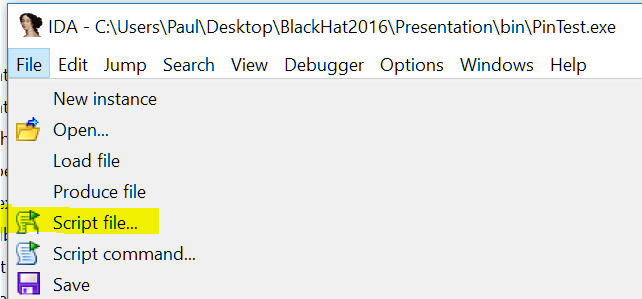 IDA - C:\Users\Paul\Desktop\BlackHat2016\Presentation\bin\PinTest.exe
File Edit Jump Search View Debugger Options Windows Help
New instance
Open...
Load file
Produce file
Script file...
Script command...
Save